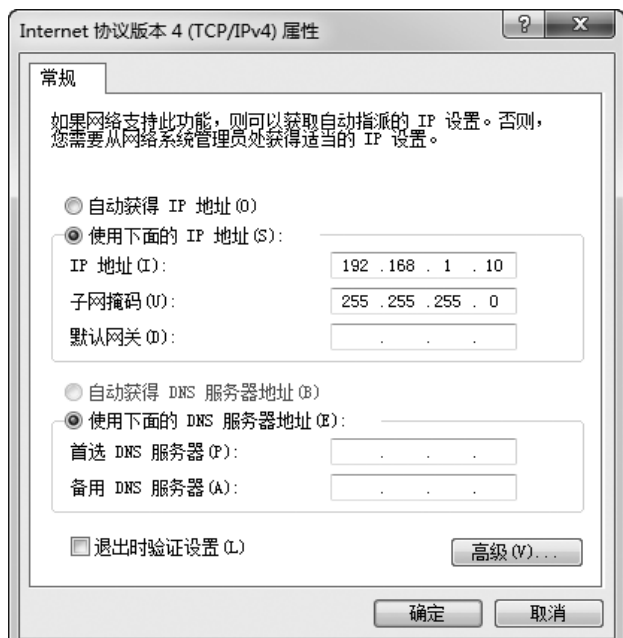 Internet 协议版本 4 (TCP/IPv4) 属性
常规
如果网络支持此功能，则可以获取自动指派的 IP 设置。否则，
您需要从网络系统管理员处获得适当的 IP 设置。
自动获得 IP 地址(O)
使用下面的 IP 地址(S):
IP 地址(I): 192 .168 . 1 . 10
子网掩码(U): 255 .255 .255 . 0
默认网关(D): . . .
自动获得 DNS 服务器地址(B)
使用下面的 DNS 服务器地址(E):
首选 DNS 服务器(P): . . .
备用 DNS 服务器(A): . . .
退出时验证设置(L)
高级(V)...
确定 取消